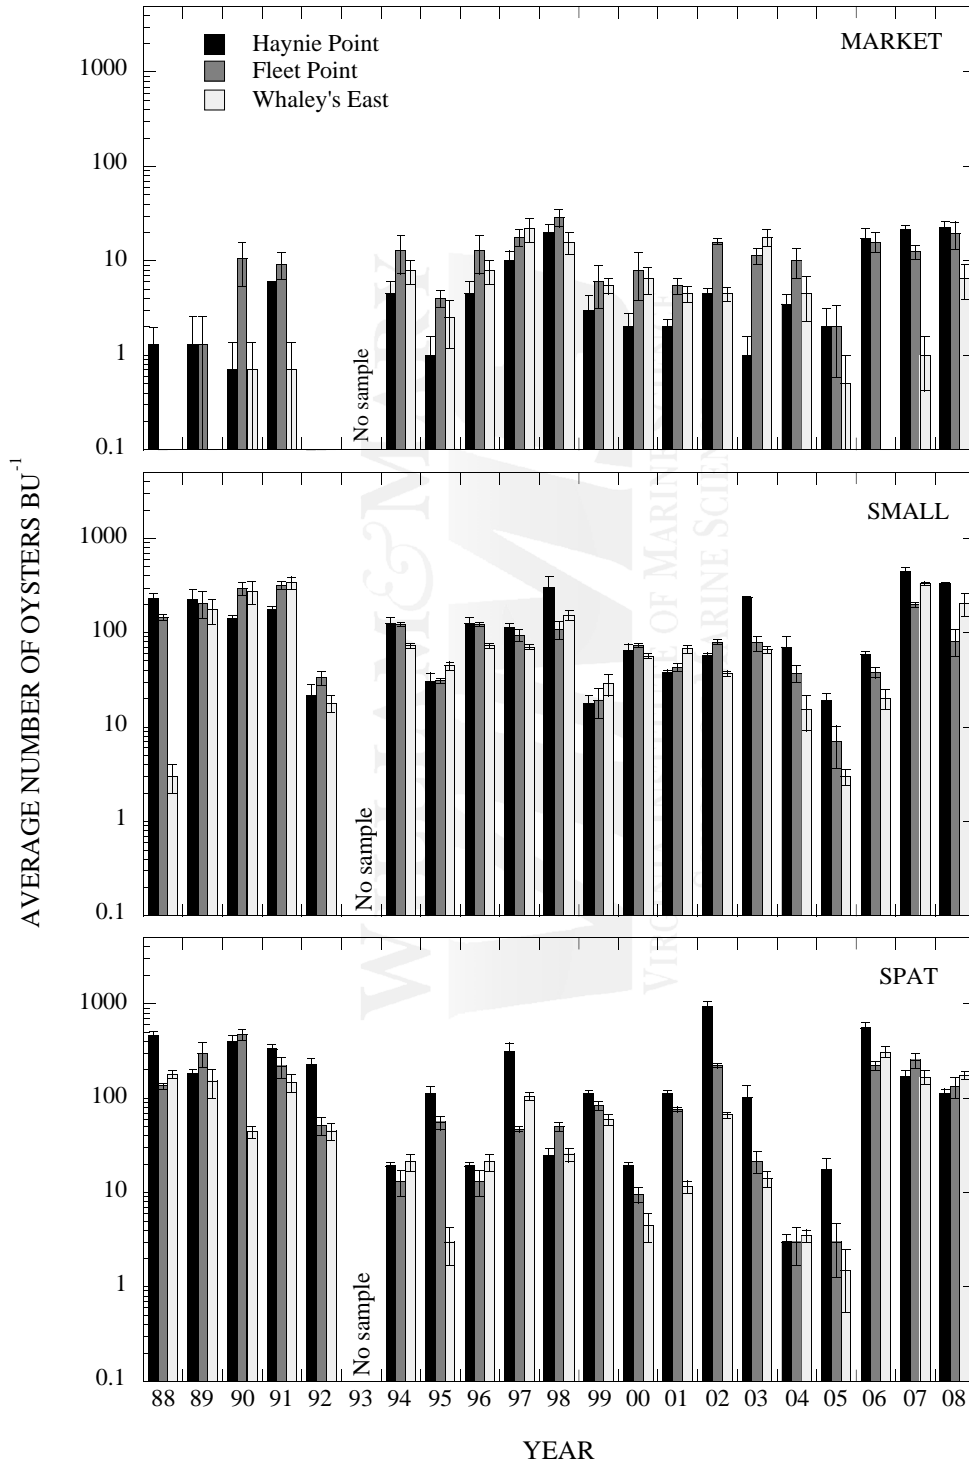 MARKET
Haynie Point
Fleet Point
Whaley's East
1000
100
10
1
0.1
No sample
SMALL
1000
100
10
1
0.1
No sample
SPAT
1000
100
10
1
0.1
No sample
AVERAGE NUMBER OF OYSTERS BU-1
88 89 90 91 92 93 94 95 96 97 98 99 00 01 02 03 04 05 06 07 08
YEAR
WILLIAM & MARY